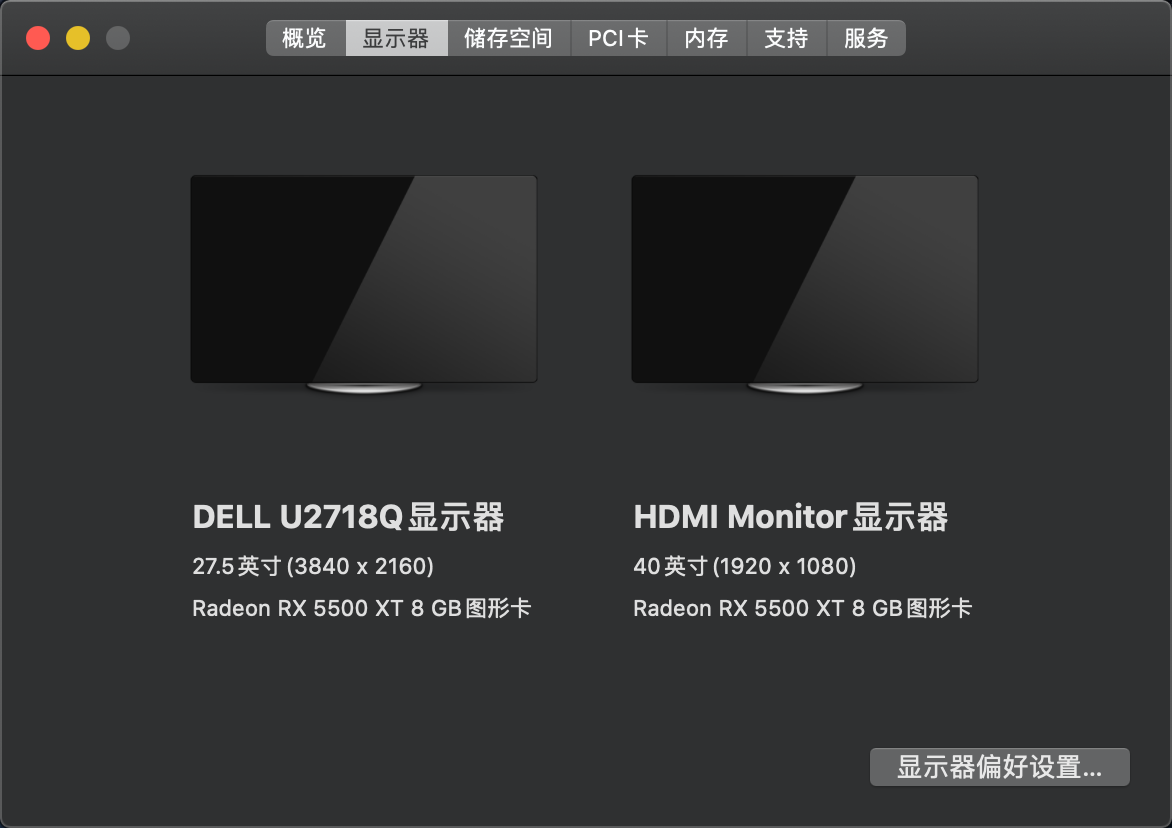 概览 显示器 储存空间 PCI卡 内存 支持 服务
DELL U2718Q显示器
27.5英寸 (3840 x 2160)
Radeon RX 5500 XT 8 GB图形卡
HDMI Monitor显示器
40英寸 (1920 x 1080)
Radeon RX 5500 XT 8 GB图形卡
显示器偏好设置...